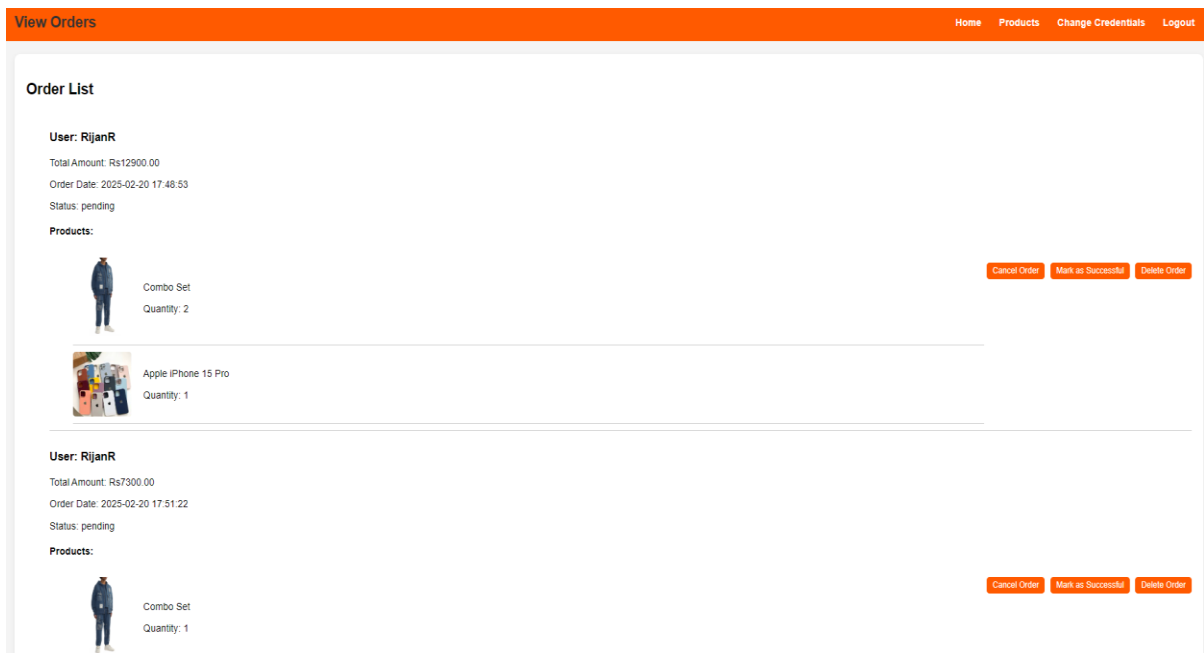 View Orders
Home Products Change Credentials Logout
Order List
User: RijanR
Total Amount: Rs12900.00
Order Date: 2025-02-20 17:48:53
Status: pending
Products:
Combo Set
Quantity: 2
Cancel Order Mark as Successful Delete Order
Apple iPhone 15 Pro
Quantity: 1
User: RijanR
Total Amount: Rs7300.00
Order Date: 2025-02-20 17:51:22
Status: pending
Products:
Combo Set
Quantity: 1
Cancel Order Mark as Successful Delete Order